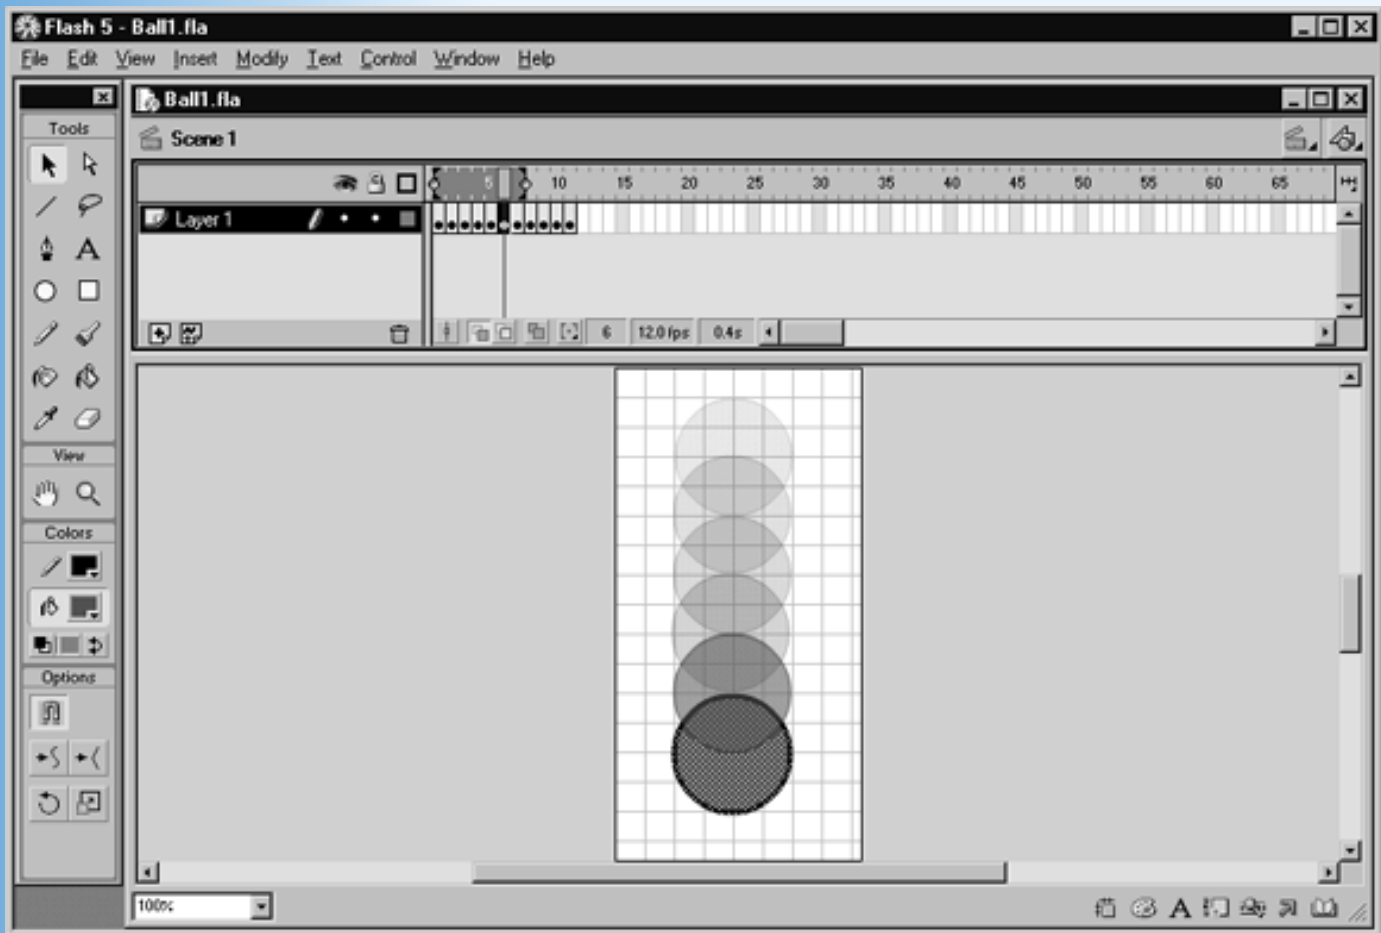 Flash 5 - Ball1.fla
File Edit View Insert Modify Text Control Window Help
Tools
Ball1.fla
Scene 1
5 10 15 20 25 30 35 40 45 50 55 60 65
Layer 1
6 12.0 fps 0.4s
View
Colors
Options
100%